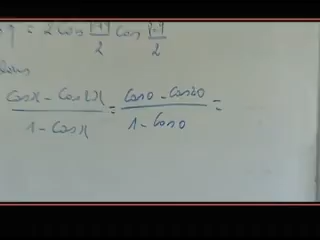 = 2 cos p+q/2 cos p-q/2
cosx - cos2x / 1 - cosx = cos0 - cos20 / 1 - cos0 =